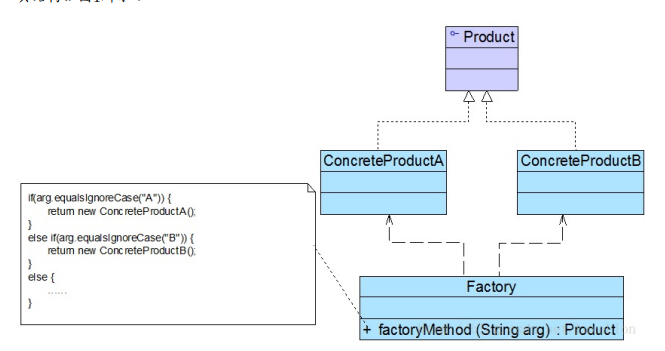 Product
ConcreteProductA
ConcreteProductB
if(arg.equalsIgnoreCase("A")) {
return new ConcreteProductA();
}
else if(arg.equalsIgnoreCase("B")) {
return new ConcreteProductB();
}
else {
......
}
Factory
+ factoryMethod (String arg) : Product